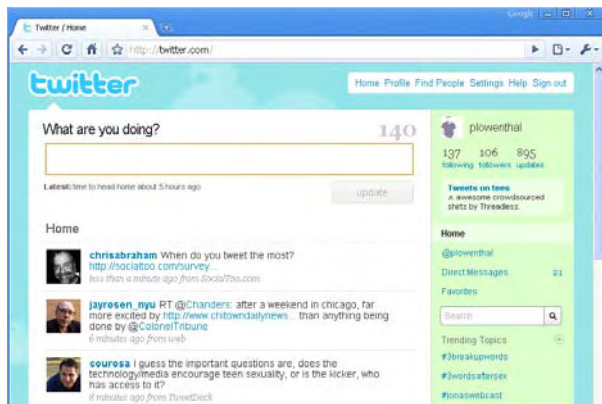 Google
Twitter / Home
http://twitter.com/
twitter
Home Profile Find People Settings Help Sign out
What are you doing?
140
Latest: time to head home about 5 hours ago
update
Home
chrisabraham When do you tweet the most?
http://socialtoo.com/survey...
less than a minute ago from SocialToo.com
jayrosen_nyu RT @Chanders: after a weekend in chicago, far
more excited by http://www.chitowndailynews... than anything being
done by @ColonelTribune
6 minutes ago from web
courosa I guess the important questions are, does the
technology/media encourage teen sexuality, or is the kicker, who
has access to it?
8 minutes ago from TweetDeck
plowenthal
137 106 895
following followers updates
Tweets on tees
A awesome crowdsourced
shirts by Threadless.
Home
@plowenthal
Direct Messages 21
Favorites
Search
Trending Topics
#3breakupwords
#3wordsaftersex
#jonaswebcast